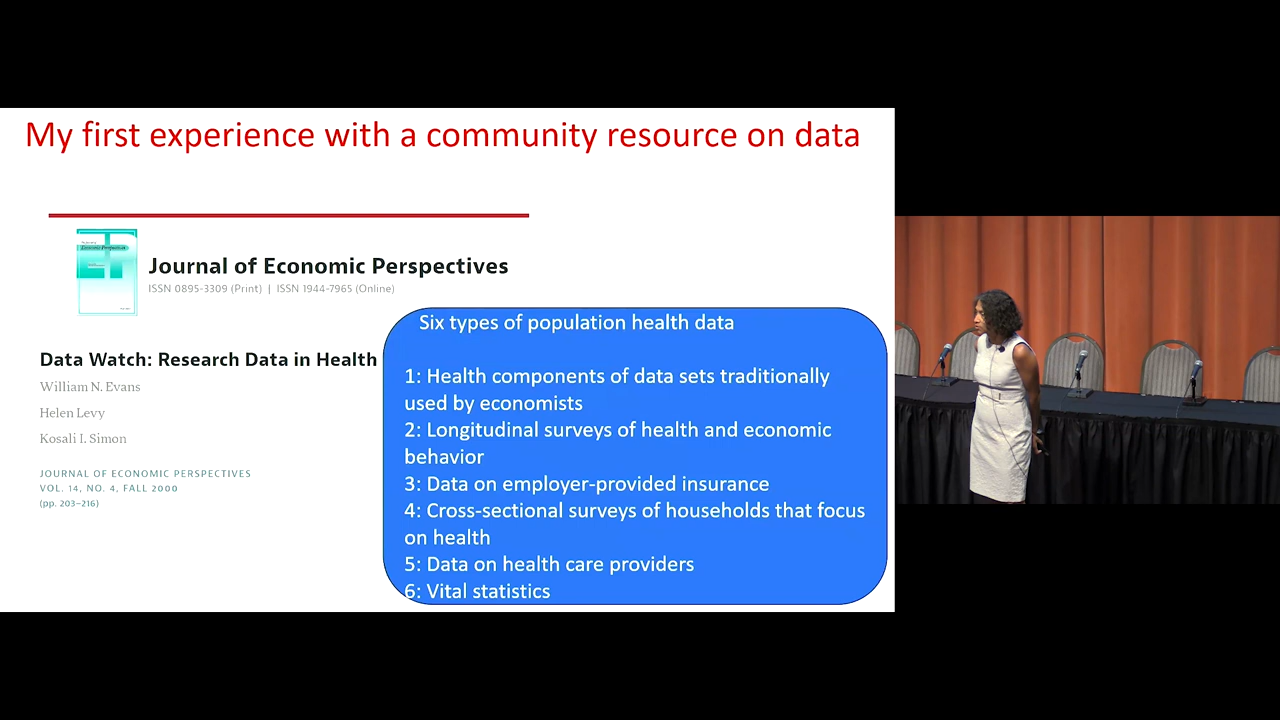 My first experience with a community resource on data
Journal of Economic Perspectives
ISSN 0895-3309 (Print) | ISSN 1944-7965 (Online)
Data Watch: Research Data in Health
William N. Evans
Helen Levy
Kosali I. Simon
JOURNAL OF ECONOMIC PERSPECTIVES
VOL. 14, NO. 4, FALL 2000
(pp. 203–216)
Six types of population health data
1: Health components of data sets traditionally
used by economists
2: Longitudinal surveys of health and economic
behavior
3: Data on employer-provided insurance
4: Cross-sectional surveys of households that focus
on health
5: Data on health care providers
6: Vital statistics